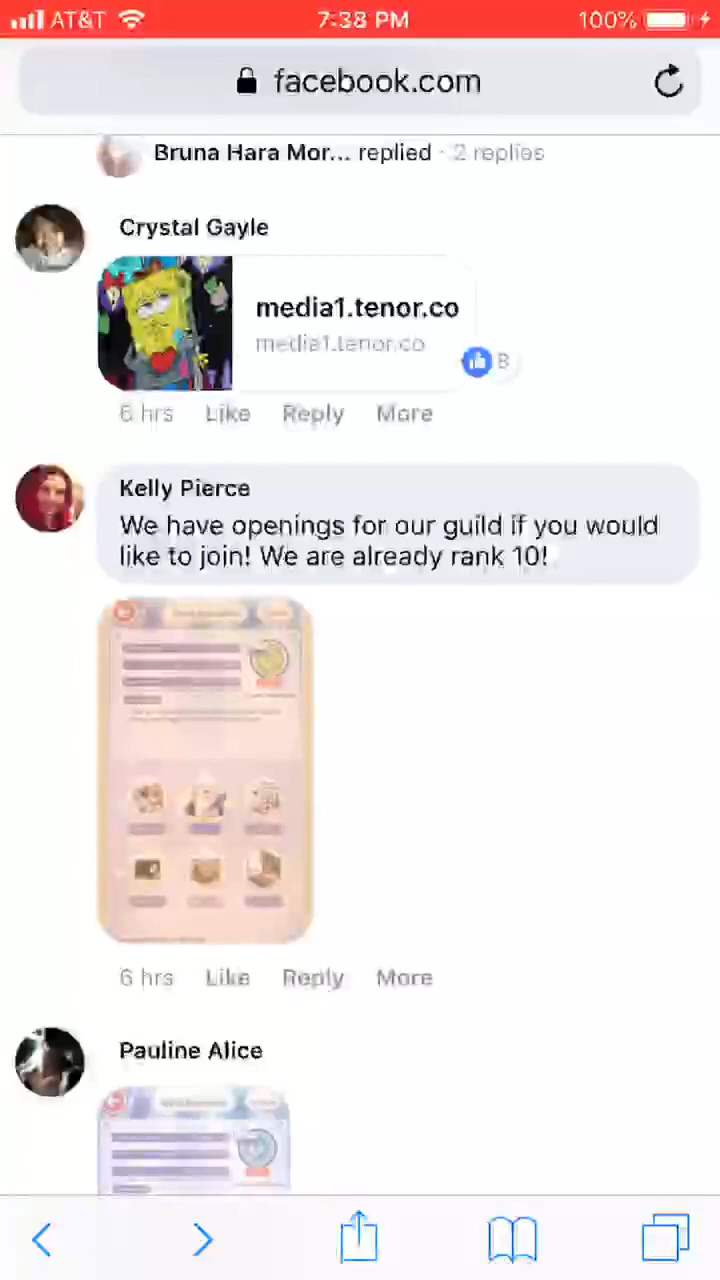 AT&T 7:38 PM 100%
facebook.com
Bruna Hara Mor... replied · 2 replies
Crystal Gayle
media1.tenor.co
media1.tenor.co
8
6 hrs Like Reply More
Kelly Pierce
We have openings for our guild if you would
like to join! We are already rank 10!
6 hrs Like Reply More
Pauline Alice